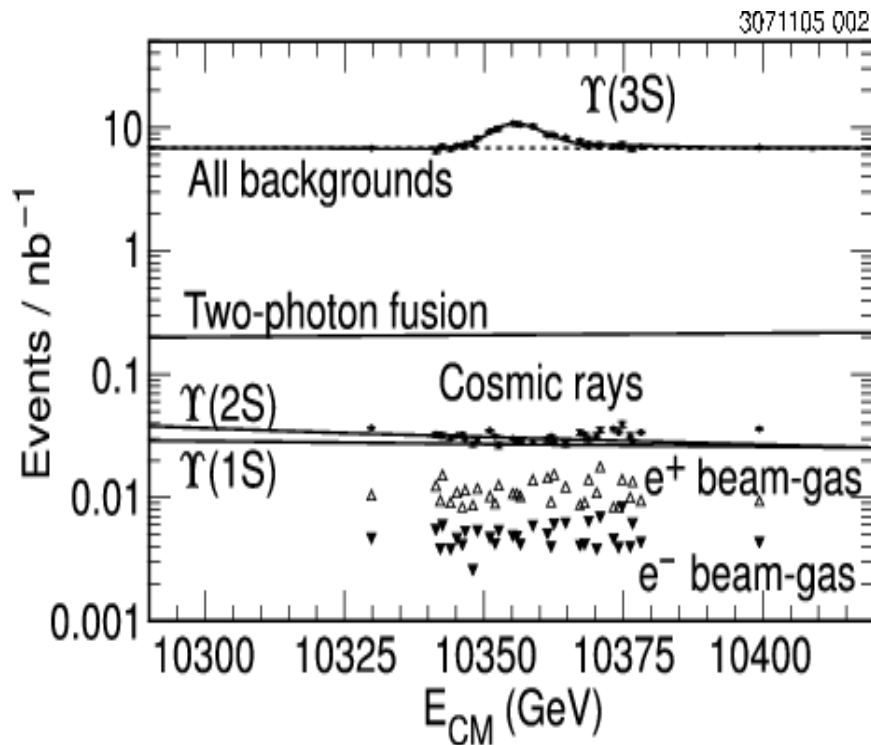 3071105 002
10
1
0.1
0.01
0.001
Events / nb⁻¹
ϒ(3S)
All backgrounds
Two-photon fusion
Cosmic rays
ϒ(2S)
ϒ(1S)
e⁺ beam-gas
e⁻ beam-gas
10300 10325 10350 10375 10400
E_CM (GeV)